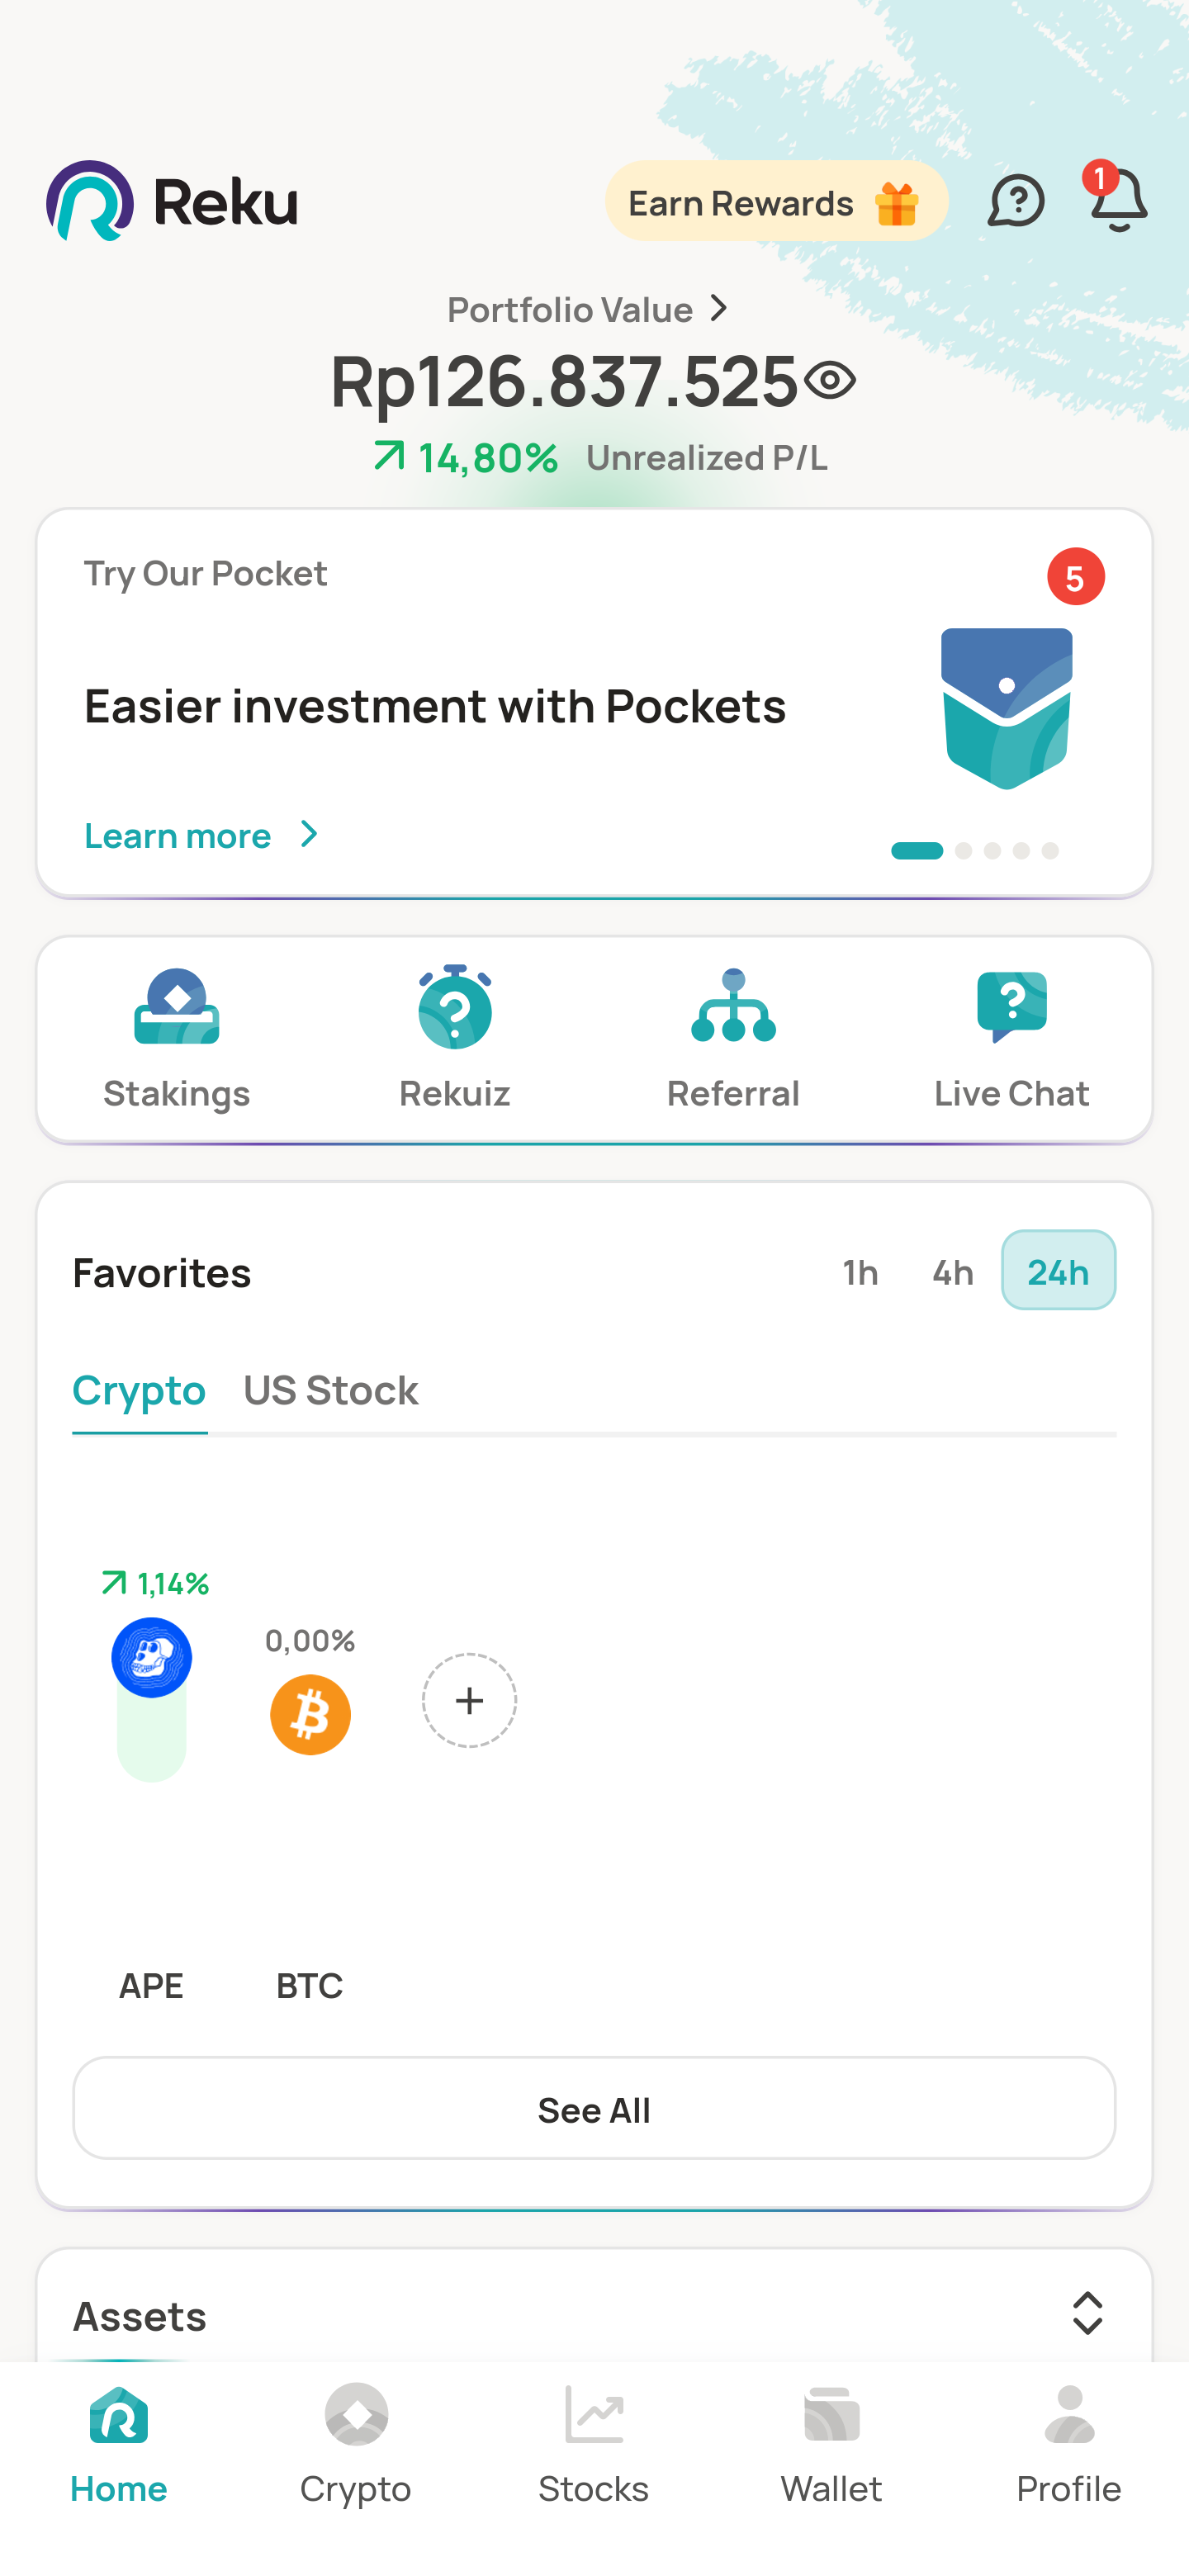 Reku
Earn Rewards
1
Portfolio Value
Rp126.837.525
14,80% Unrealized P/L
Try Our Pocket
5
Easier investment with Pockets
Learn more
Stakings Rekuiz Referral Live Chat
Favorites 1h 4h 24h
Crypto US Stock
1,14%
0,00%
APE BTC
See All
Assets
Home Crypto Stocks Wallet Profile